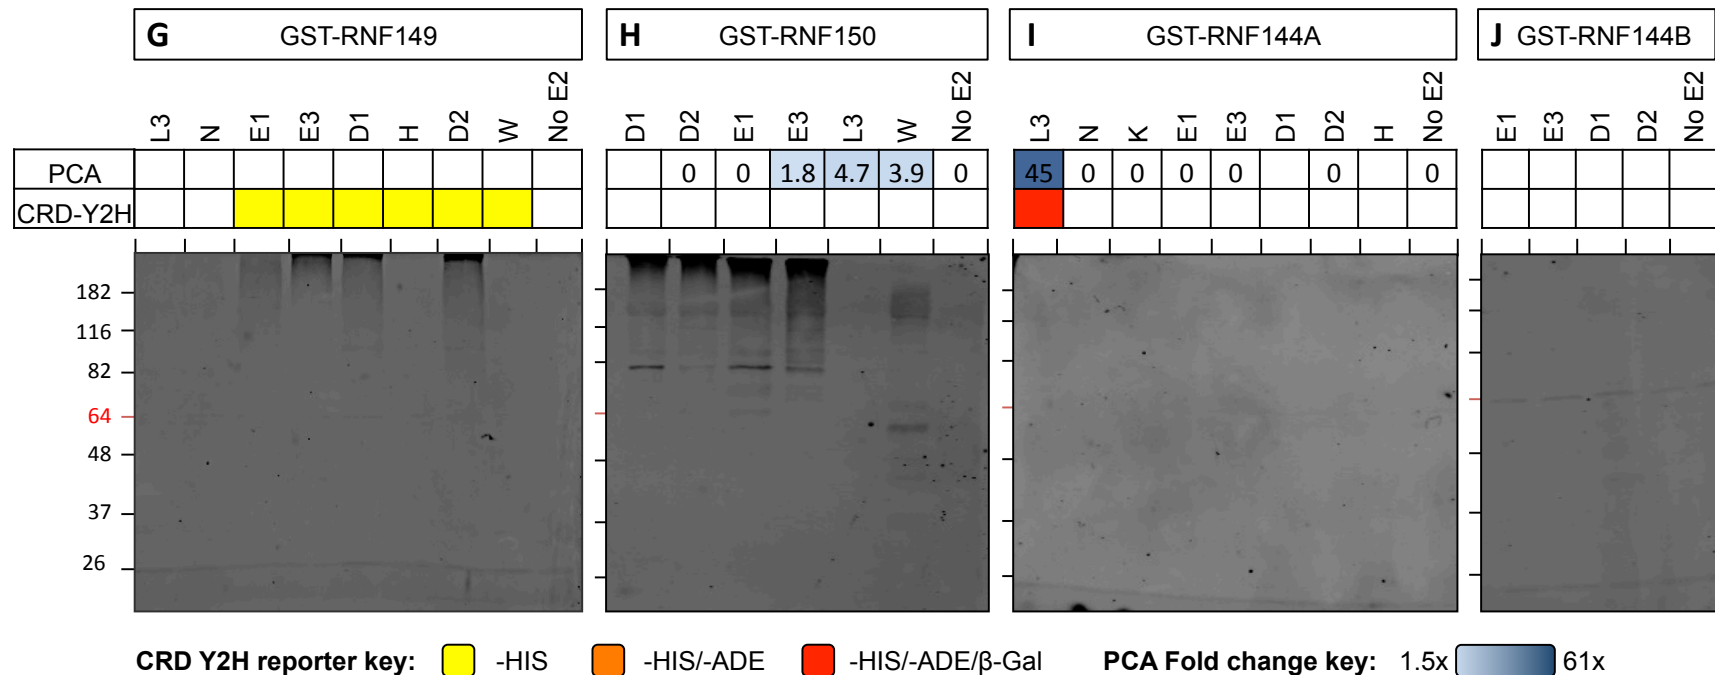 G GST-RNF149 H GST-RNF150 I GST-RNF144A J GST-RNF144B
L3 N E1 E3 D1 H D2 W No E2 D1 D2 E1 E3 L3 W No E2 L3 N K E1 E3 D1 D2 H No E2 E1 E3 D1 D2 No E2
PCA 0 0 1.8 4.7 3.9 0 45 0 0 0 0 0 0
CRD-Y2H
182
116
82
64
48
37
26
CRD Y2H reporter key: -HIS -HIS/-ADE -HIS/-ADE/β-Gal PCA Fold change key: 1.5x 61x